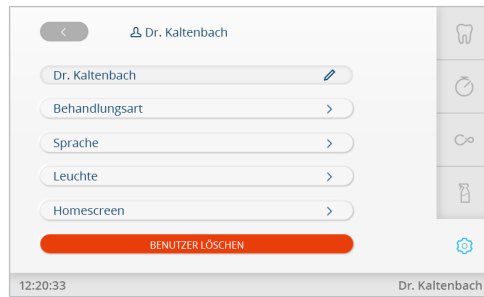 Dr. Kaltenbach
Dr. Kaltenbach
Behandlungsart
Sprache
Leuchte
Homescreen
BENUTZER LÖSCHEN
12:20:33 Dr. Kaltenbach